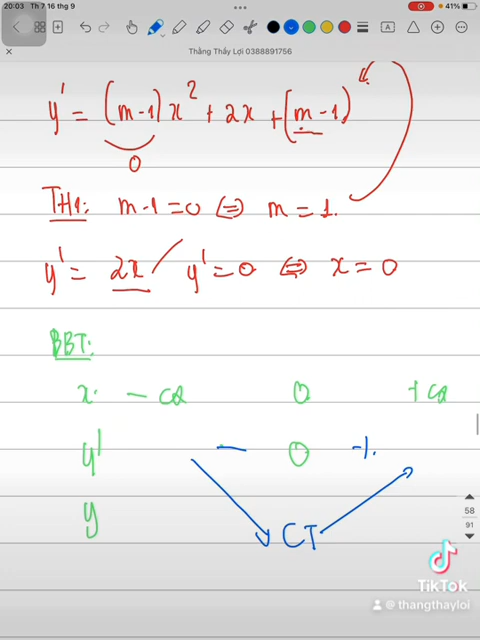 20:03 Th 7 16 thg 9
41%
Thắng Thầy Lợi 0388891756
y' = (m-1)x² + 2x + (m-1)
0
TH1: m-1=0 ⇔ m=1.
y' = 2x / y'=0 ⇔ x=0
BBT:
x -∞ 0 +∞
y' - 0 +
y CT
58
91
TikTok
@thangthayloi